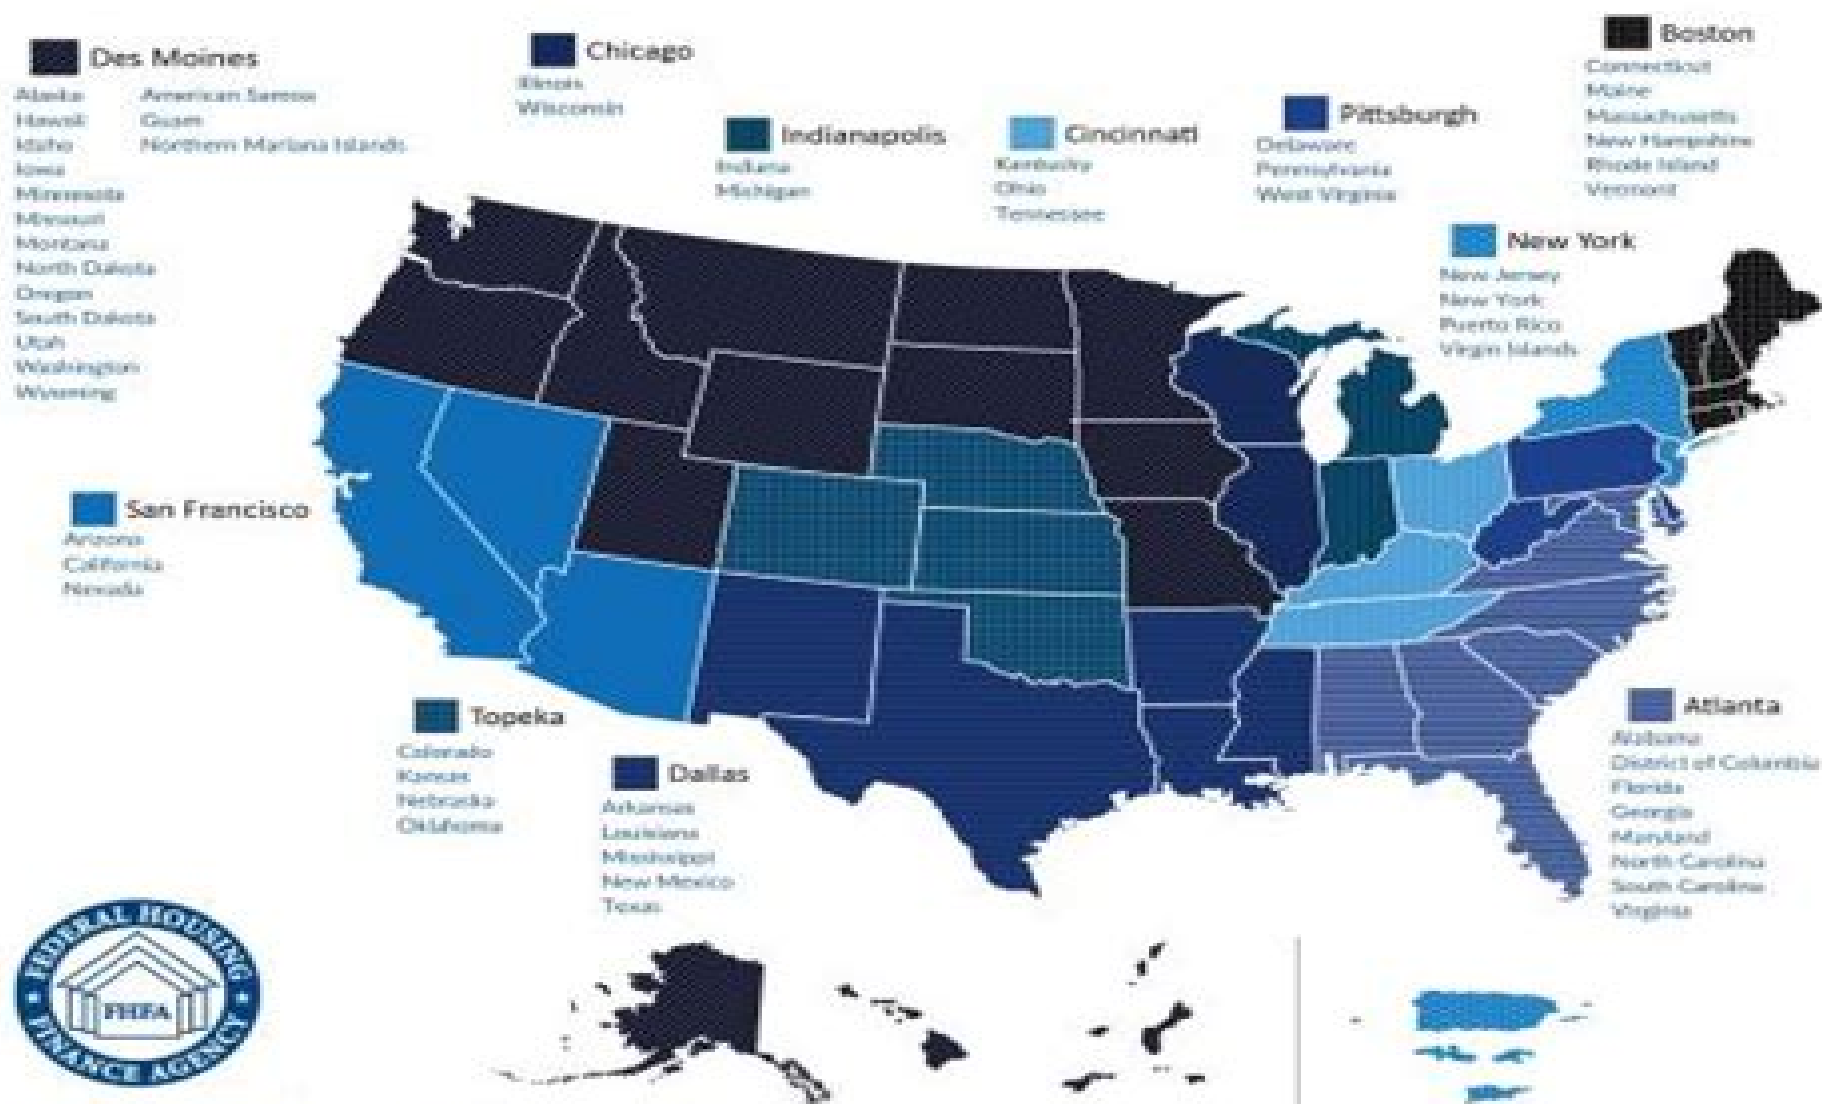 Des Moines
Alaska
Hawaii
Idaho
Iowa
Minnesota
Missouri
Montana
North Dakota
Oregon
South Dakota
Utah
Washington
Wyoming
American Samoa
Guam
Northern Mariana Islands
Chicago
Illinois
Wisconsin
Indianapolis
Indiana
Michigan
Cincinnati
Kentucky
Ohio
Tennessee
Pittsburgh
Delaware
Pennsylvania
West Virginia
Boston
Connecticut
Maine
Massachusetts
New Hampshire
Rhode Island
Vermont
New York
New Jersey
New York
Puerto Rico
Virgin Islands
San Francisco
Arizona
California
Nevada
Topeka
Colorado
Kansas
Nebraska
Oklahoma
Dallas
Arkansas
Louisiana
Mississippi
New Mexico
Texas
Atlanta
Alabama
District of Columbia
Florida
Georgia
Maryland
North Carolina
South Carolina
Virginia
FEDERAL HOUSING
FHFA
FINANCE AGENCY